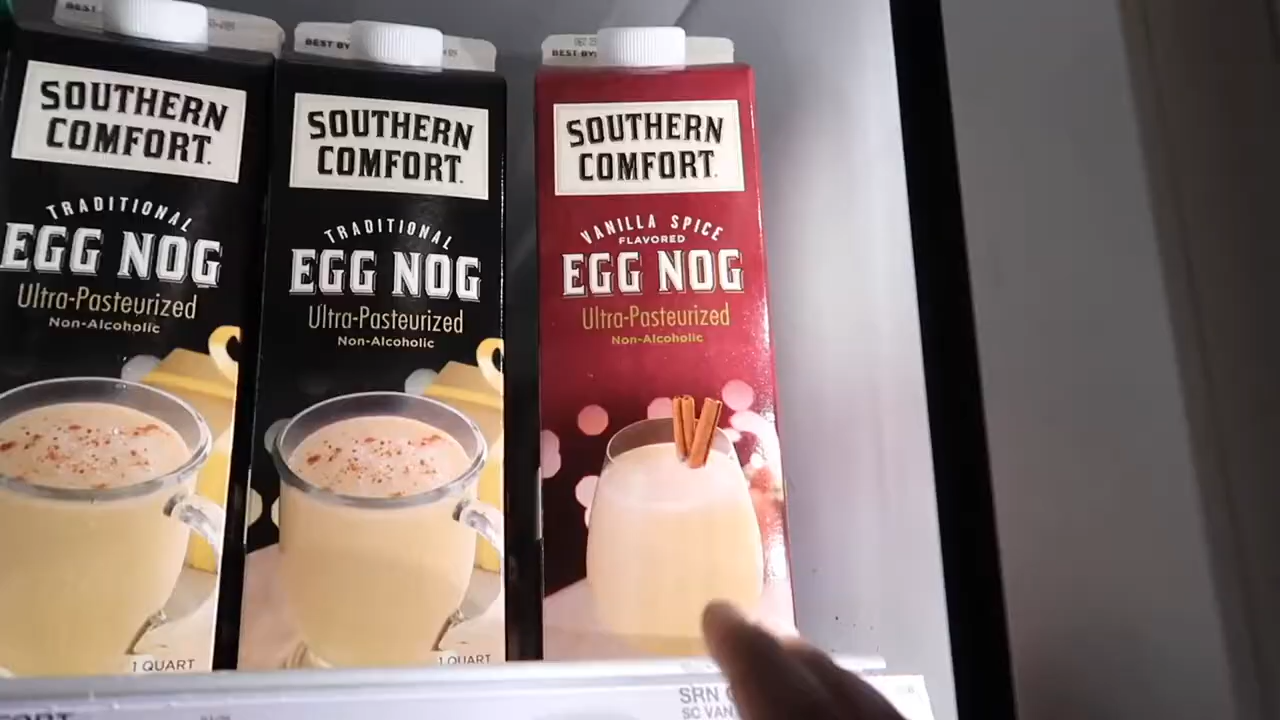 BEST
SOUTHERN
COMFORT.
TRADITIONAL
EGG NOG
Ultra-Pasteurized
Non-Alcoholic
1 QUART
BEST BY
SOUTHERN
COMFORT.
TRADITIONAL
EGG NOG
Ultra-Pasteurized
Non-Alcoholic
1 QUART
BEST BY:
SOUTHERN
COMFORT.
VANILLA SPICE
FLAVORED
EGG NOG
Ultra-Pasteurized
Non-Alcoholic
SRN
SC VAN